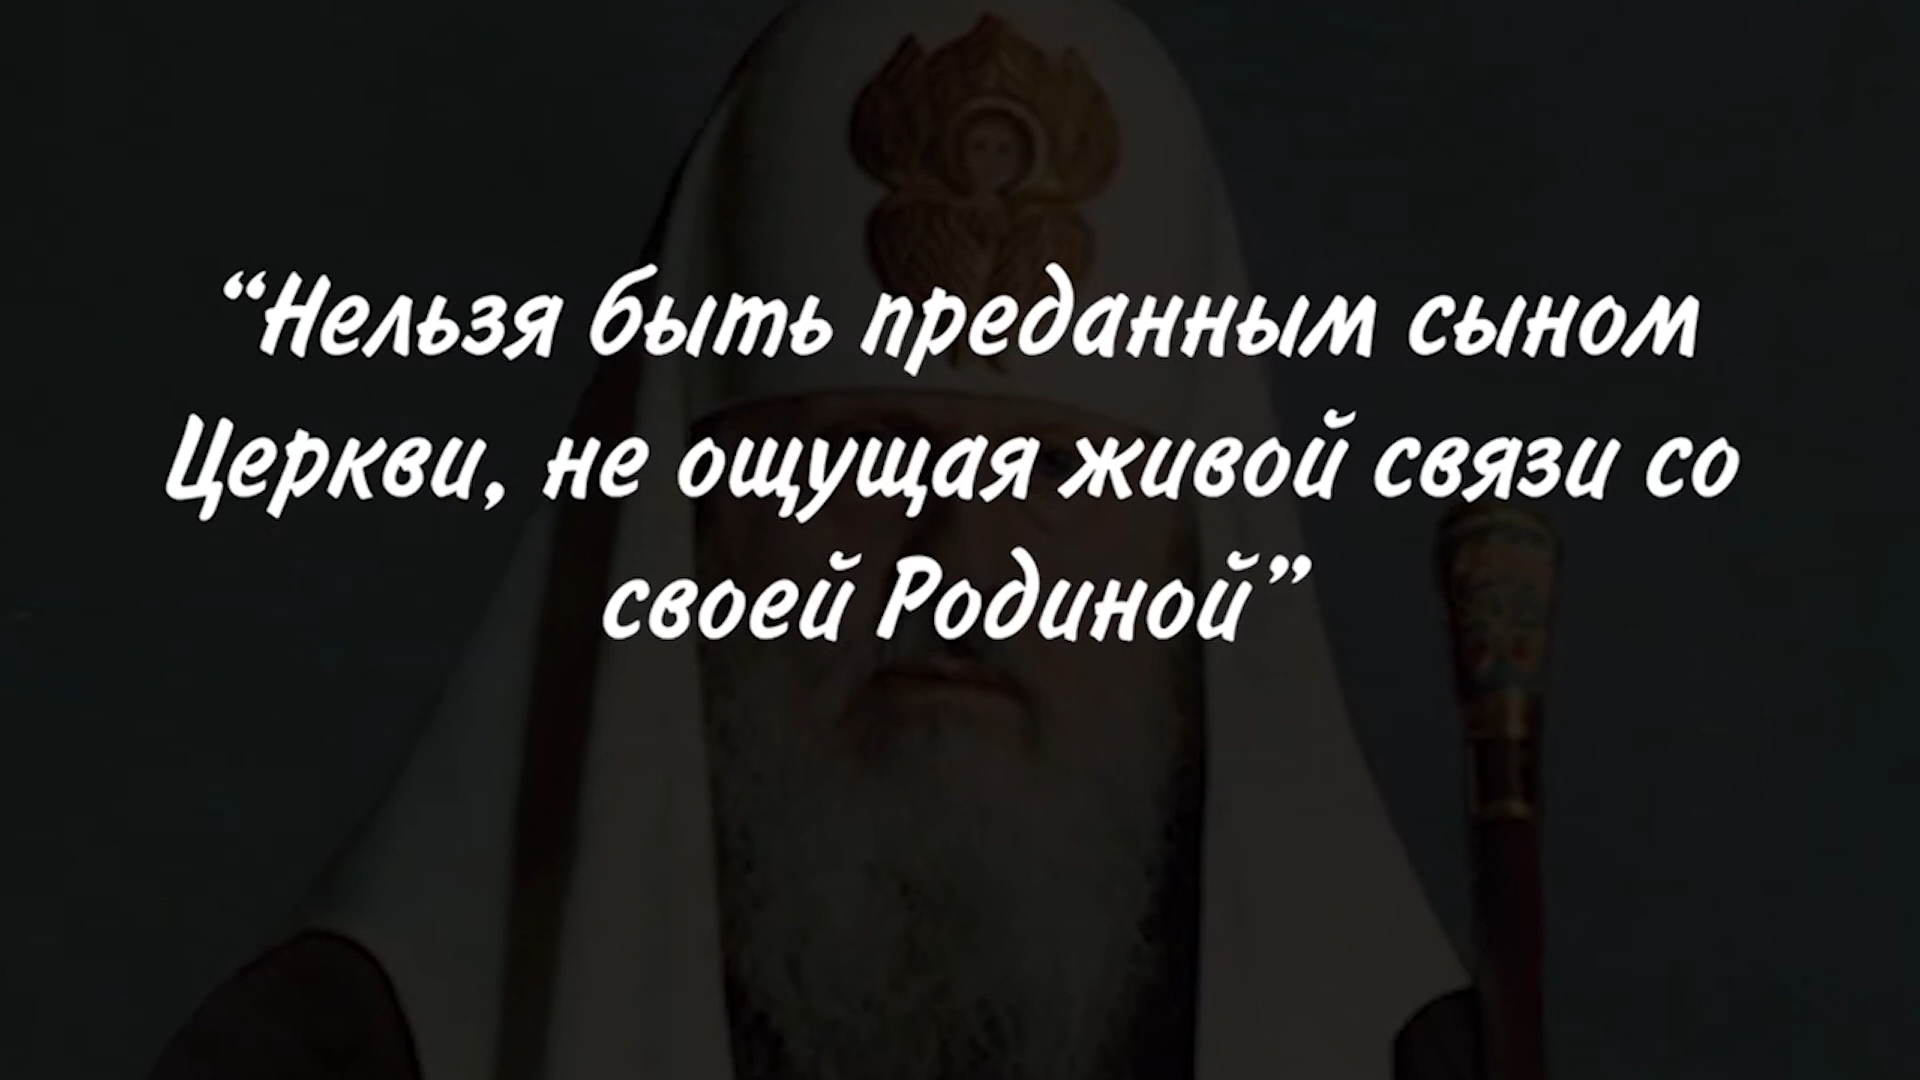 “Нельзя быть преданным сыном
Церкви, не ощущая живой связи со
своей Родиной”